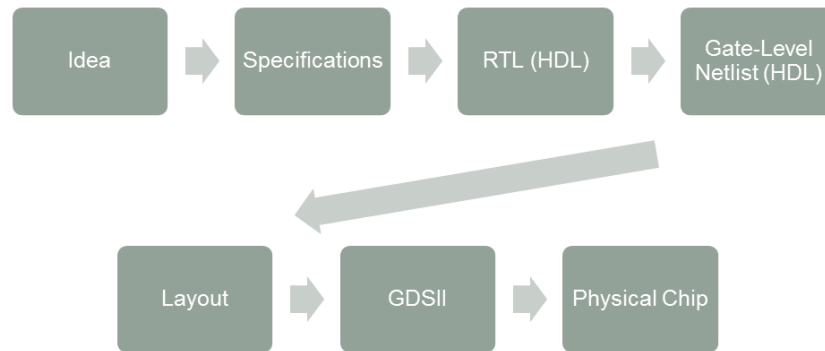 Idea
Specifications
RTL (HDL)
Gate-Level
Netlist (HDL)
Layout
GDSII
Physical Chip